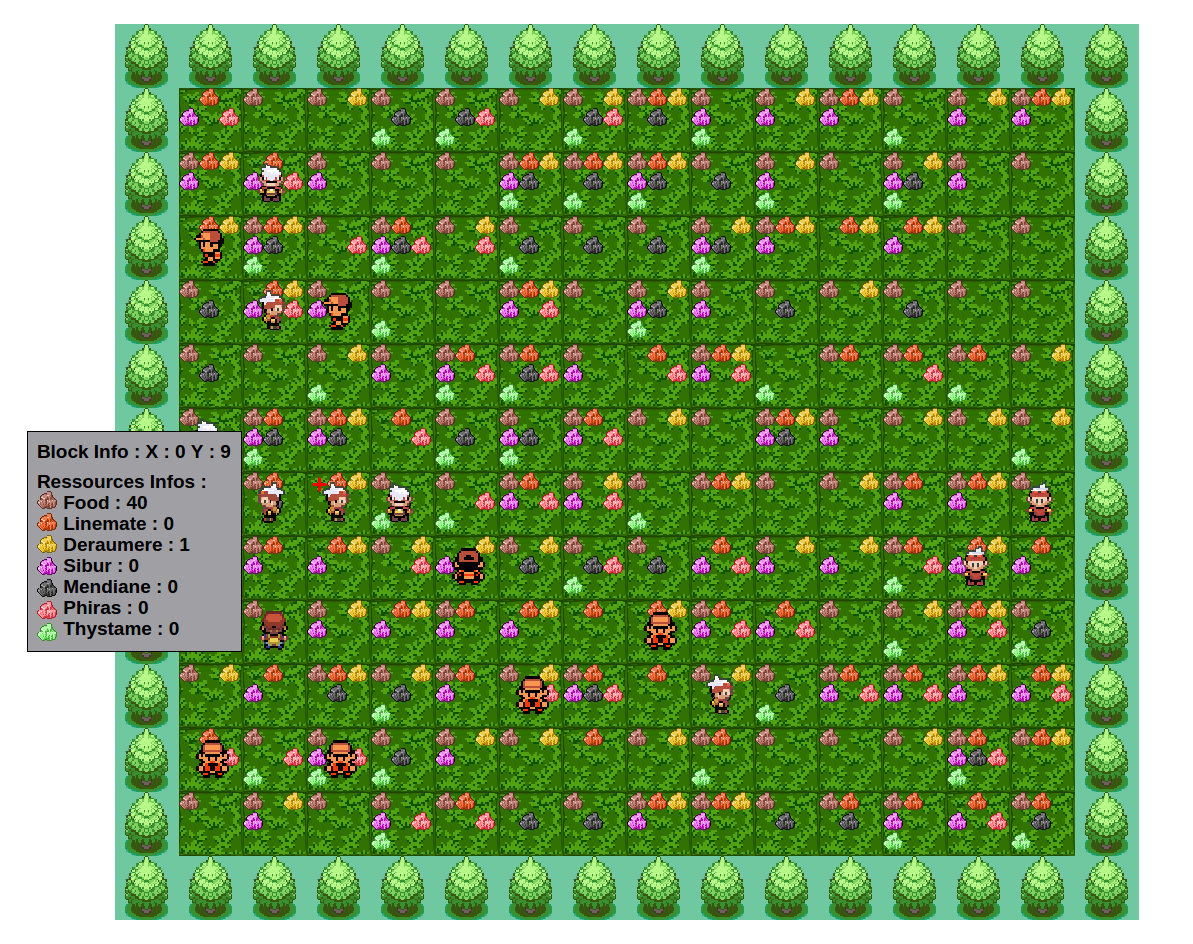 Block Info : X : 0 Y : 9
Ressources Infos :
Food : 40
Linemate : 0
Deraumere : 1
Sibur : 0
Mendiane : 0
Phiras : 0
Thystame : 0